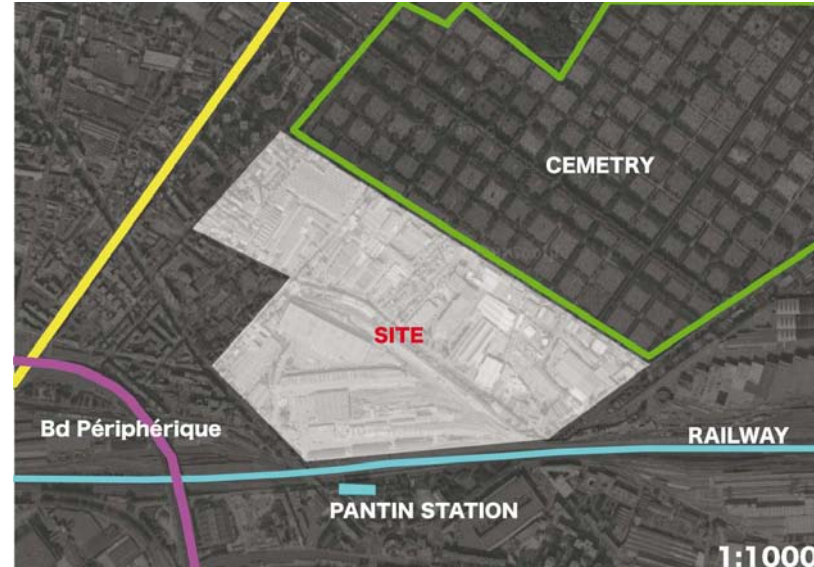 CEMETRY
SITE
Bd Périphérique
RAILWAY
PANTIN STATION
1:1000